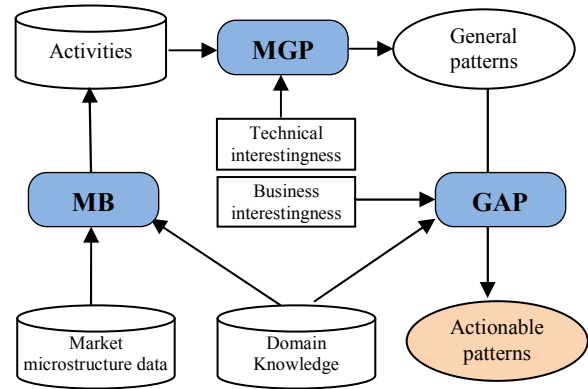 Activities
MGP
General
patterns
Technical
interestingness
Business
interestingness
MB
GAP
Market
microstructure data
Domain
Knowledge
Actionable
patterns